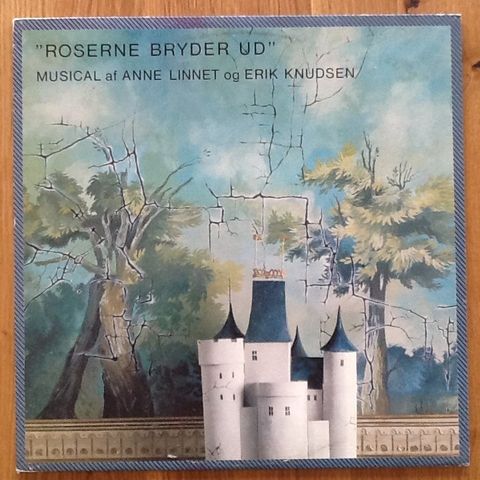 "ROSERNE BRYDER UD"
MUSICAL af ANNE LINNET og ERIK KNUDSEN